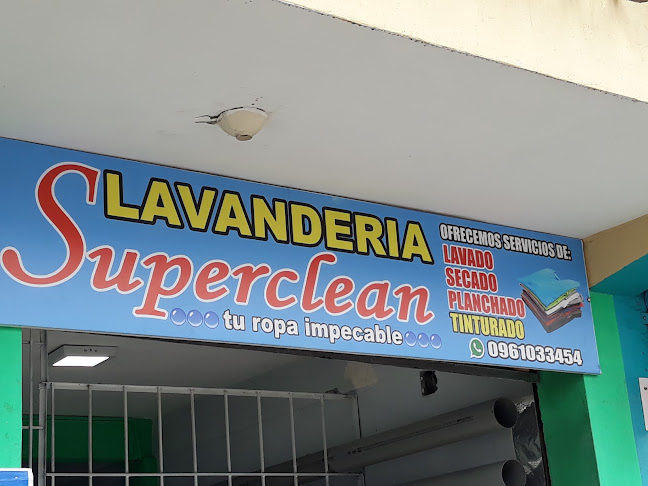 LAVANDERIA
Superclean
tu ropa impecable
OFRECEMOS SERVICIOS DE:
LAVADO
SECADO
PLANCHADO
TINTURADO
0961033454